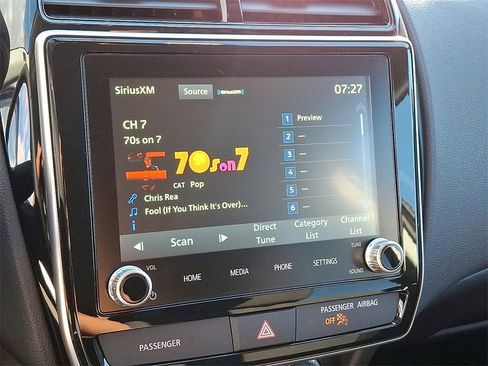 SiriusXM Source SiriusXM 07:27
CH 7
70s on 7
70s on 7
CAT Pop
Chris Rea
Fool (If You Think It's Over)...
1 Preview
2 —
3 —
4 —
5 —
6 —
Scan
Direct Tune
Category List
Channel List
VOL
HOME
MEDIA
PHONE
SETTINGS
TUNE
SOUND
PASSENGER
PASSENGER AIRBAG
OFF